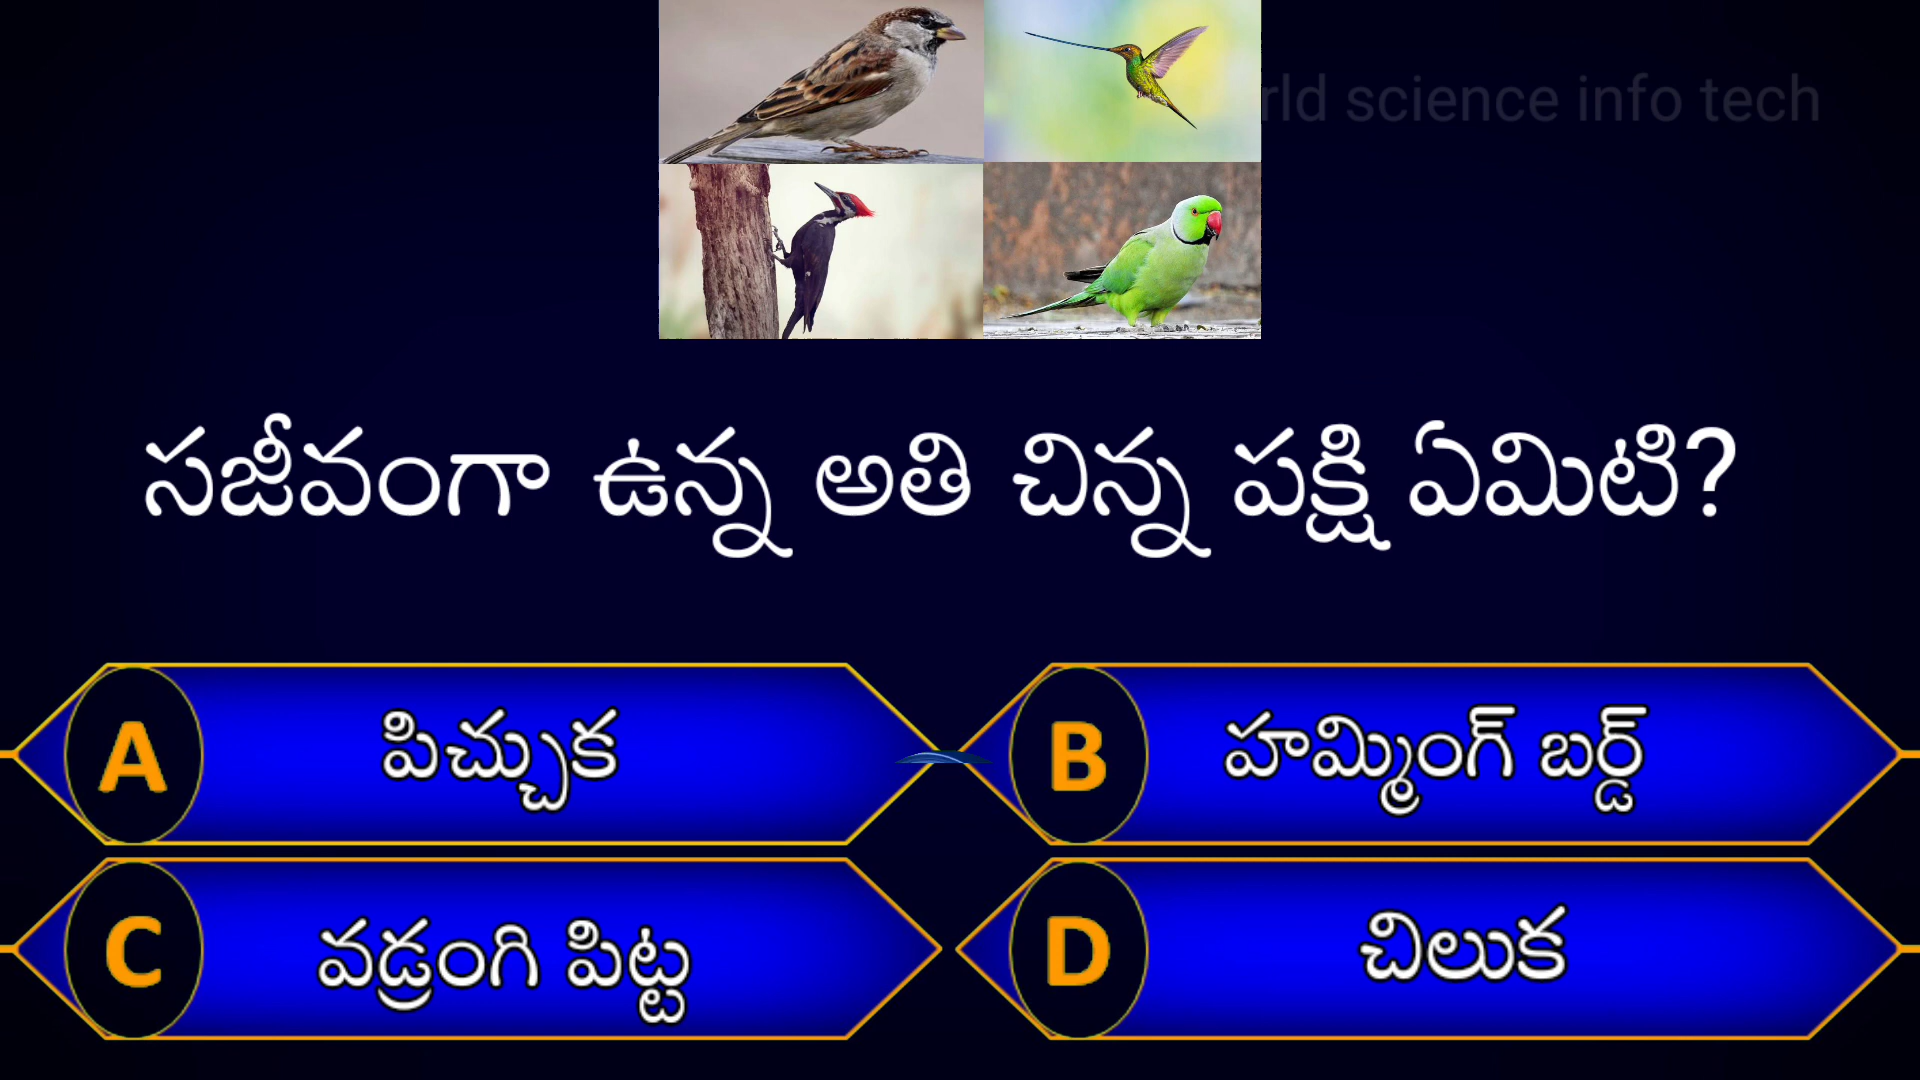 rld science info tech
సజీవంగా ఉన్న అతి చిన్న పక్షి ఏమిటి?
A పిచ్చుక
B హమ్మింగ్ బర్డ్
C వడ్రంగి పిట్ట
D చిలుక